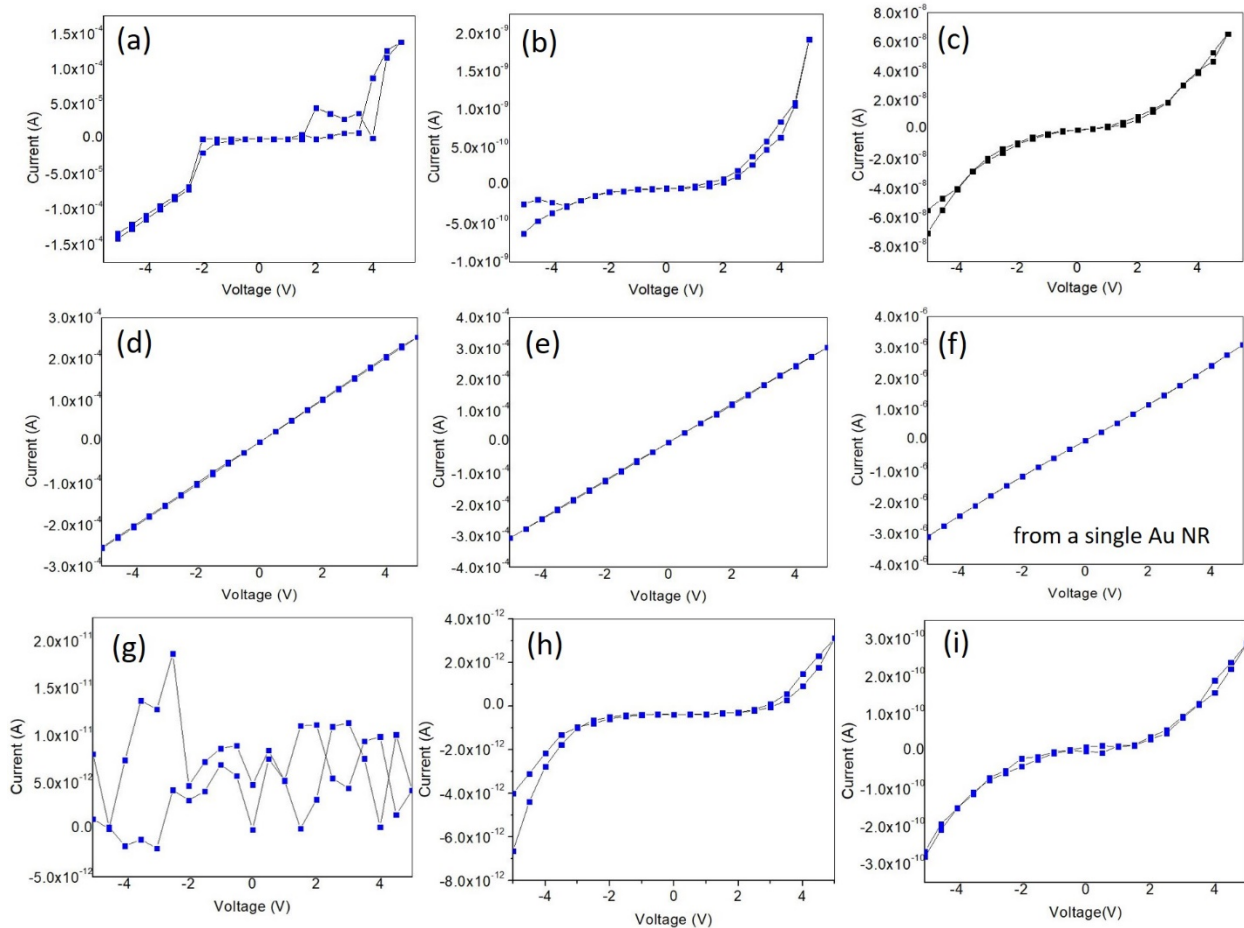 (a)
1.5x10-4
1.0x10-4
5.0x10-5
0.0
-5.0x10-5
-1.0x10-4
-1.5x10-4
Current (A)
-4 -2 0 2 4
Voltage (V)
(b)
2.0x10-9
1.5x10-9
1.0x10-9
5.0x10-10
0.0
-5.0x10-10
-1.0x10-9
Current (A)
-4 -2 0 2 4
Voltage (V)
(c)
8.0x10-8
6.0x10-8
4.0x10-8
2.0x10-8
0.0
-2.0x10-8
-4.0x10-8
-6.0x10-8
-8.0x10-8
Current (A)
-4 -2 0 2 4
Voltage (V)
(d)
3.0x10-4
2.0x10-4
1.0x10-4
0.0
-1.0x10-4
-2.0x10-4
-3.0x10-4
Current (A)
-4 -2 0 2 4
Voltage (V)
(e)
4.0x10-4
3.0x10-4
2.0x10-4
1.0x10-4
0.0
-1.0x10-4
-2.0x10-4
-3.0x10-4
-4.0x10-4
Current (A)
-4 -2 0 2 4
Voltage (V)
(f)
4.0x10-6
3.0x10-6
2.0x10-6
1.0x10-6
0.0
-1.0x10-6
-2.0x10-6
-3.0x10-6
-4.0x10-6
Current (A)
from a single Au NR
-4 -2 0 2 4
Voltage (V)
(g)
2.0x10-11
1.5x10-11
1.0x10-11
5.0x10-12
0.0
-5.0x10-12
Current (A)
-4 -2 0 2 4
Voltage (V)
(h)
4.0x10-12
2.0x10-12
0.0
-2.0x10-12
-4.0x10-12
-6.0x10-12
-8.0x10-12
Current (A)
-4 -2 0 2 4
Voltage (V)
(i)
3.0x10-10
2.0x10-10
1.0x10-10
0.0
-1.0x10-10
-2.0x10-10
-3.0x10-10
Current (A)
-4 -2 0 2 4
Voltage(V)